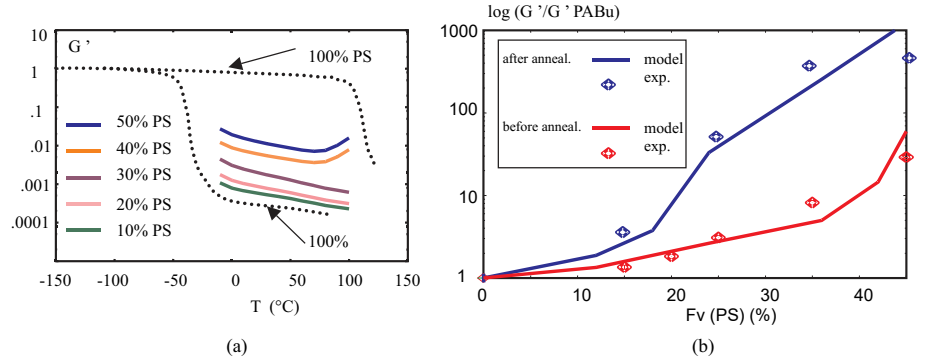 (a)
G ’
10
1
.1
.01
.001
.0001
100% PS
50% PS
40% PS
30% PS
20% PS
10% PS
100%
-150 -100 -50 0 50 100 150
T (°C)
(b)
log (G ’/G ’ PABu)
1000
100
10
1
after anneal. model
exp.
before anneal. model
exp.
0 10 20 30 40
Fv (PS) (%)
(a)
(b)